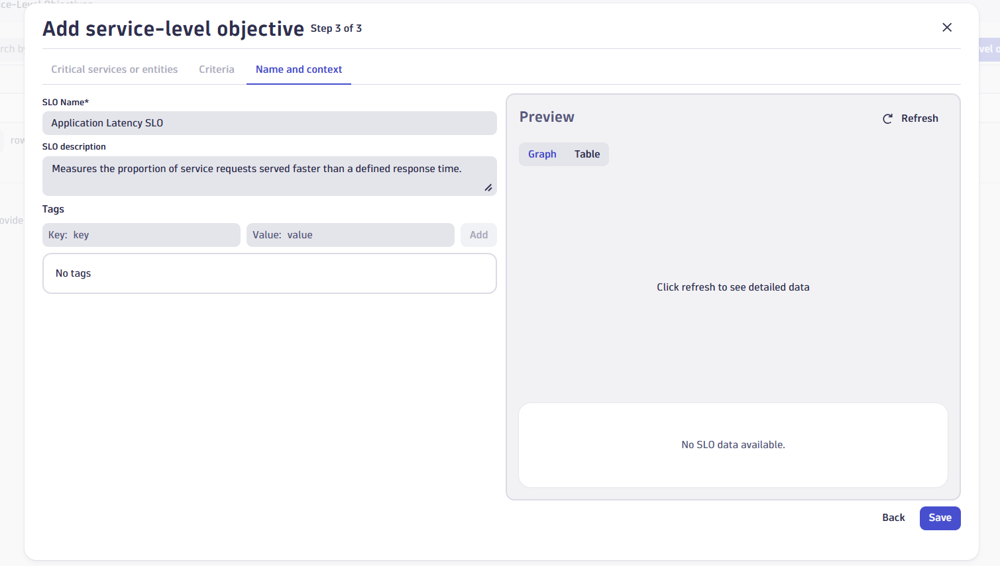 Add service-level objective Step 3 of 3
Critical services or entities Criteria Name and context
SLO Name*
Application Latency SLO
SLO description
Measures the proportion of service requests served faster than a defined response time.
Tags
Key: key Value: value Add
No tags
Preview
Refresh
Graph Table
Click refresh to see detailed data
No SLO data available.
Back Save